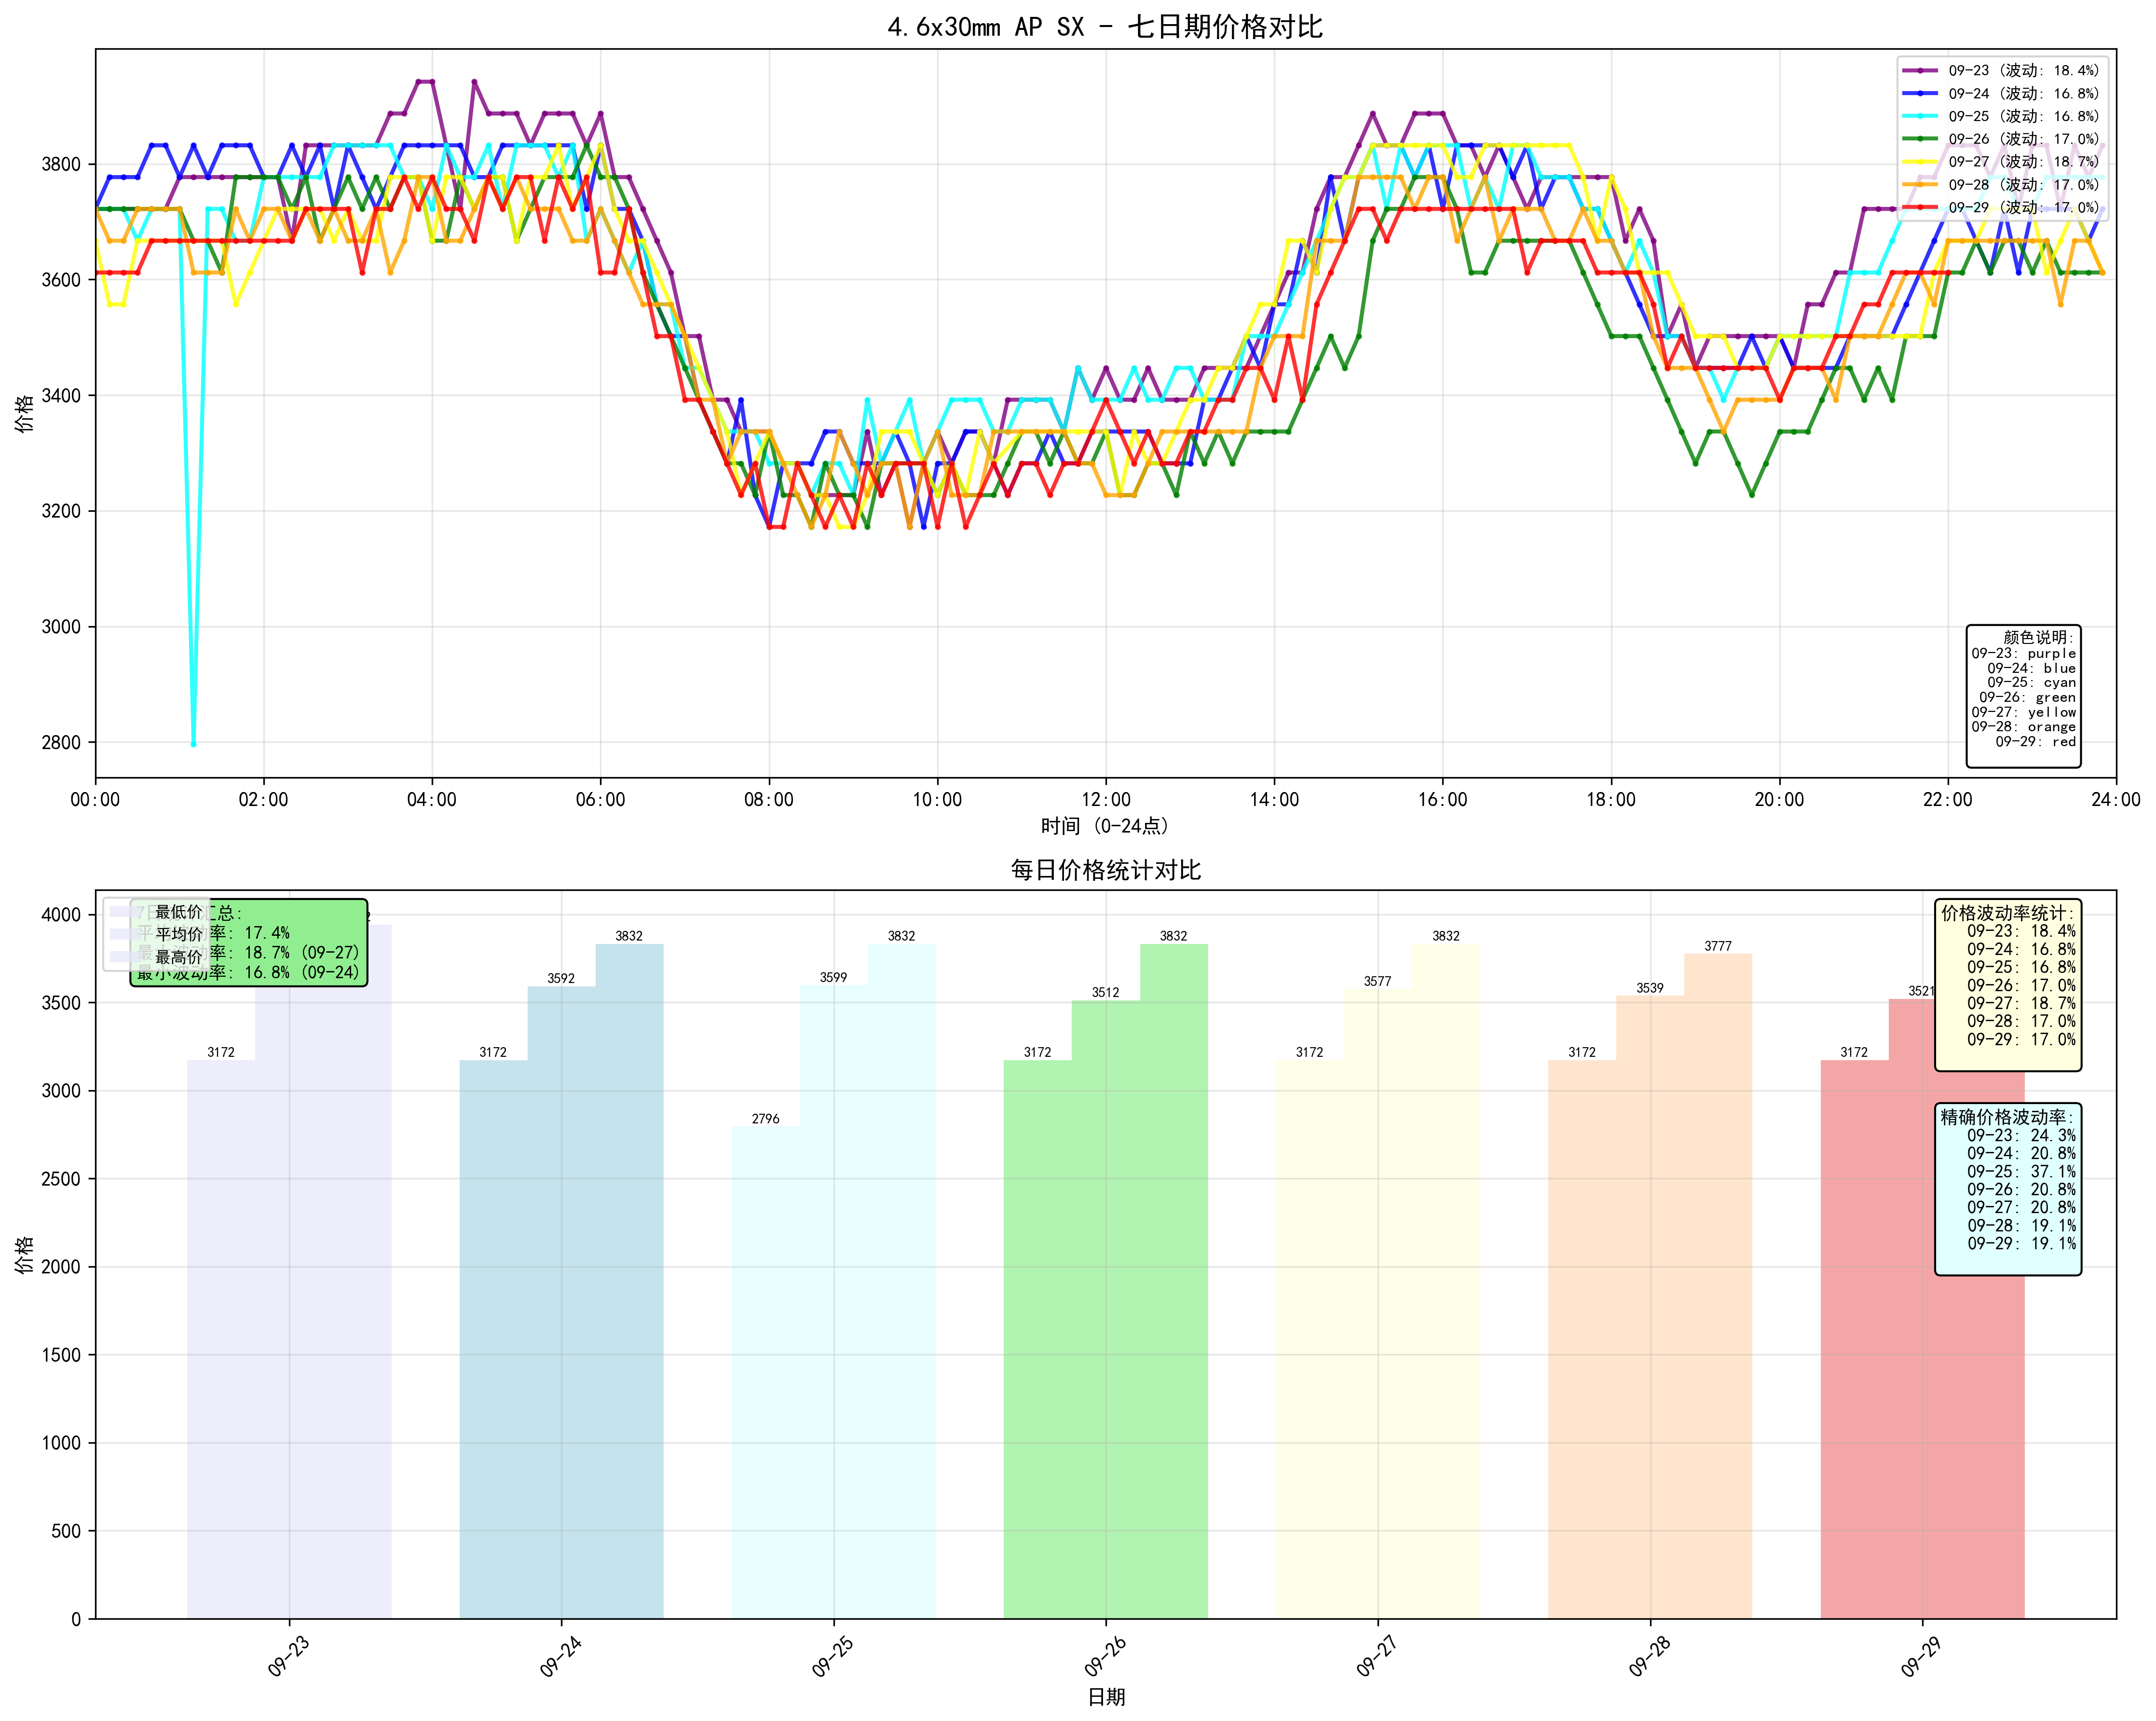 4.6x30mm AP SX - 七日期价格对比
09-23 (波动: 18.4%)
09-24 (波动: 16.8%)
09-25 (波动: 16.8%)
09-26 (波动: 17.0%)
09-27 (波动: 18.7%)
09-28 (波动: 17.0%)
09-29 (波动: 17.0%)
3800
3600
3400
3200
3000
2800
价格
颜色说明:
09-23: purple
09-24: blue
09-25: cyan
09-26: green
09-27: yellow
09-28: orange
09-29: red
00:00 02:00 04:00 06:00 08:00 10:00 12:00 14:00 16:00 18:00 20:00 22:00 24:00
时间 (0-24点)
每日价格统计对比
最低价
平均价
最高价
汇总:
率: 17.4%
率: 18.7% (09-27)
最小波动率: 16.8% (09-24)
价格波动率统计:
09-23: 18.4%
09-24: 16.8%
09-25: 16.8%
09-26: 17.0%
09-27: 18.7%
09-28: 17.0%
09-29: 17.0%
精确价格波动率:
09-23: 24.3%
09-24: 20.8%
09-25: 37.1%
09-26: 20.8%
09-27: 20.8%
09-28: 19.1%
09-29: 19.1%
4000
3500
3000
2500
2000
1500
1000
500
0
价格
3172
3172 3592 3832
2796 3599 3832
3172 3512 3832
3172 3577 3832
3172 3539 3777
3172 3521
09-23 09-24 09-25 09-26 09-27 09-28 09-29
日期